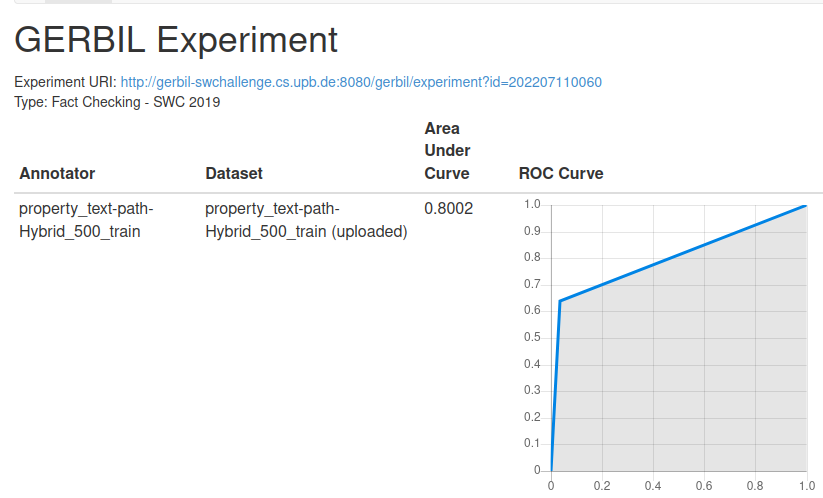 GERBIL Experiment
Experiment URI: http://gerbil-swchallenge.cs.upb.de:8080/gerbil/experiment?id=202207110060
Type: Fact Checking - SWC 2019
Annotator Dataset Area Under Curve ROC Curve
property_text-path-Hybrid_500_train property_text-path-Hybrid_500_train (uploaded) 0.8002
1.0
0.9
0.8
0.7
0.6
0.5
0.4
0.3
0.2
0.1
0
0 0.2 0.4 0.6 0.8 1.0